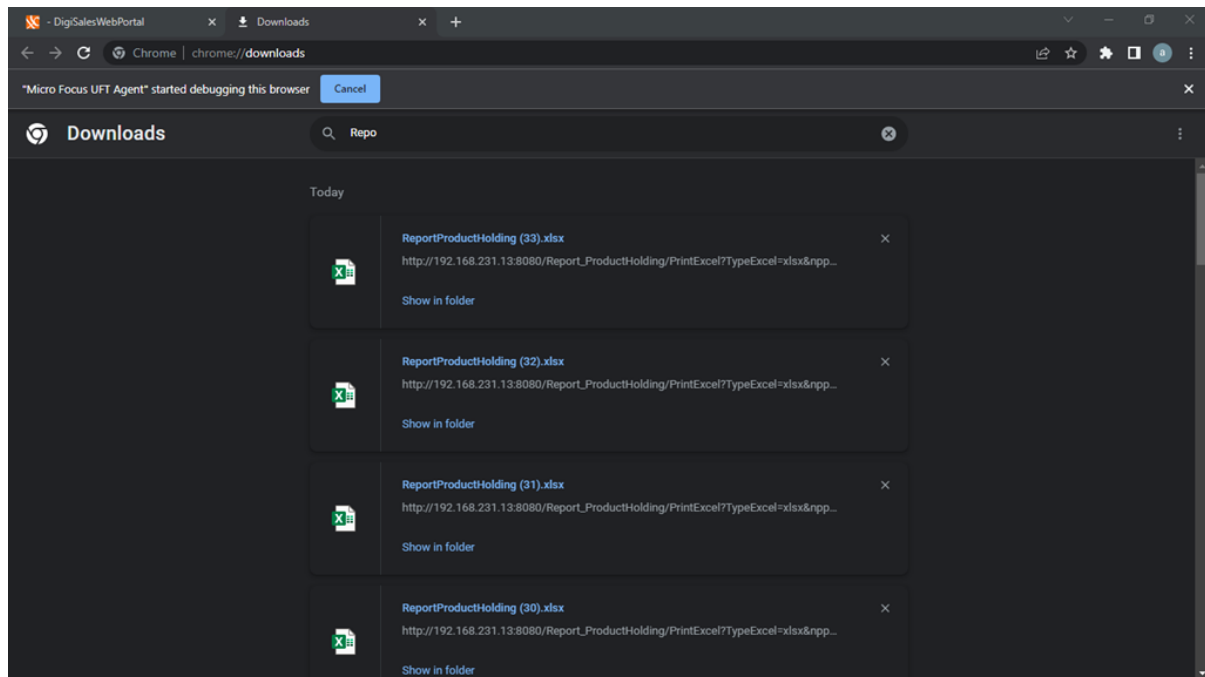 - DigiSalesWebPortal
Downloads
Chrome | chrome://downloads
a
"Micro Focus UFT Agent" started debugging this browser
Cancel
Downloads
Repo
Today
ReportProductHolding (33).xlsx
http://192.168.231.13:8080/Report_ProductHolding/PrintExcel?TypeExcel=xlsx&npp...
Show in folder
ReportProductHolding (32).xlsx
http://192.168.231.13:8080/Report_ProductHolding/PrintExcel?TypeExcel=xlsx&npp...
Show in folder
ReportProductHolding (31).xlsx
http://192.168.231.13:8080/Report_ProductHolding/PrintExcel?TypeExcel=xlsx&npp...
Show in folder
ReportProductHolding (30).xlsx
http://192.168.231.13:8080/Report_ProductHolding/PrintExcel?TypeExcel=xlsx&npp...
Show in folder